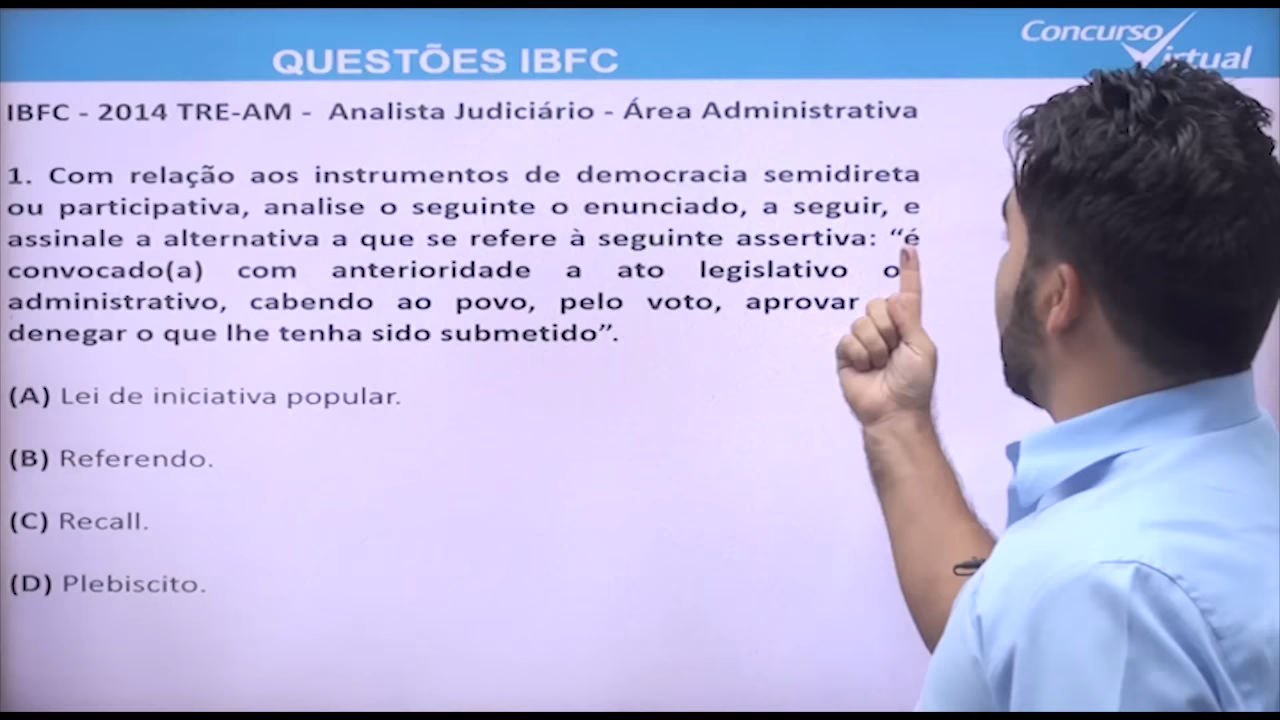 Concurso
Virtual
QUESTÕES IBFC
IBFC - 2014 TRE-AM - Analista Judiciário - Área Administrativa
1. Com relação aos instrumentos de democracia semidireta
ou participativa, analise o seguinte o enunciado, a seguir, e
assinale a alternativa a que se refere à seguinte assertiva: “é
convocado(a) com anterioridade a ato legislativo
administrativo, cabendo ao povo, pelo voto, aprovar
denegar o que lhe tenha sido submetido”.
(A) Lei de iniciativa popular.
(B) Referendo.
(C) Recall.
(D) Plebiscito.